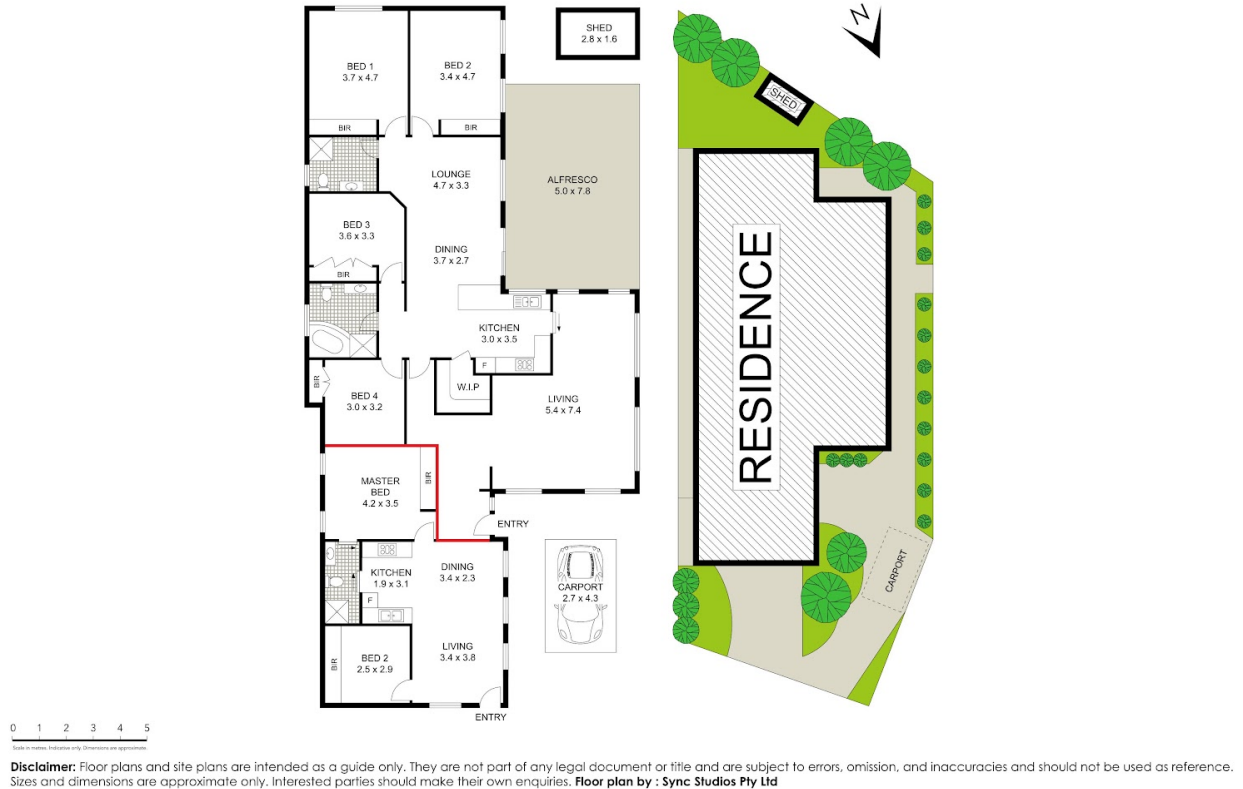 BED 1
3.7 x 4.7
BED 2
3.4 x 4.7
SHED
2.8 x 1.6
N
SHED
BIR
BIR
LOUNGE
4.7 x 3.3
ALFRESCO
5.0 x 7.8
BED 3
3.6 x 3.3
DINING
3.7 x 2.7
BIR
RESIDENCE
KITCHEN
3.0 x 3.5
F
W.I.P
BIR
BED 4
3.0 x 3.2
LIVING
5.4 x 7.4
MASTER
BED
4.2 x 3.5
BIR
ENTRY
KITCHEN
1.9 x 3.1
F
DINING
3.4 x 2.3
CARPORT
2.7 x 4.3
CARPORT
LIVING
3.4 x 3.8
BIR
BED 2
2.5 x 2.9
ENTRY
0 1 2 3 4 5
Scale in metres. Indicative only. Dimensions are approximate.
Disclaimer: Floor plans and site plans are intended as a guide only. They are not part of any legal document or title and are subject to errors, omission, and inaccuracies and should not be used as reference.
Sizes and dimensions are approximate only. Interested parties should make their own enquiries. Floor plan by : Sync Studios Pty Ltd